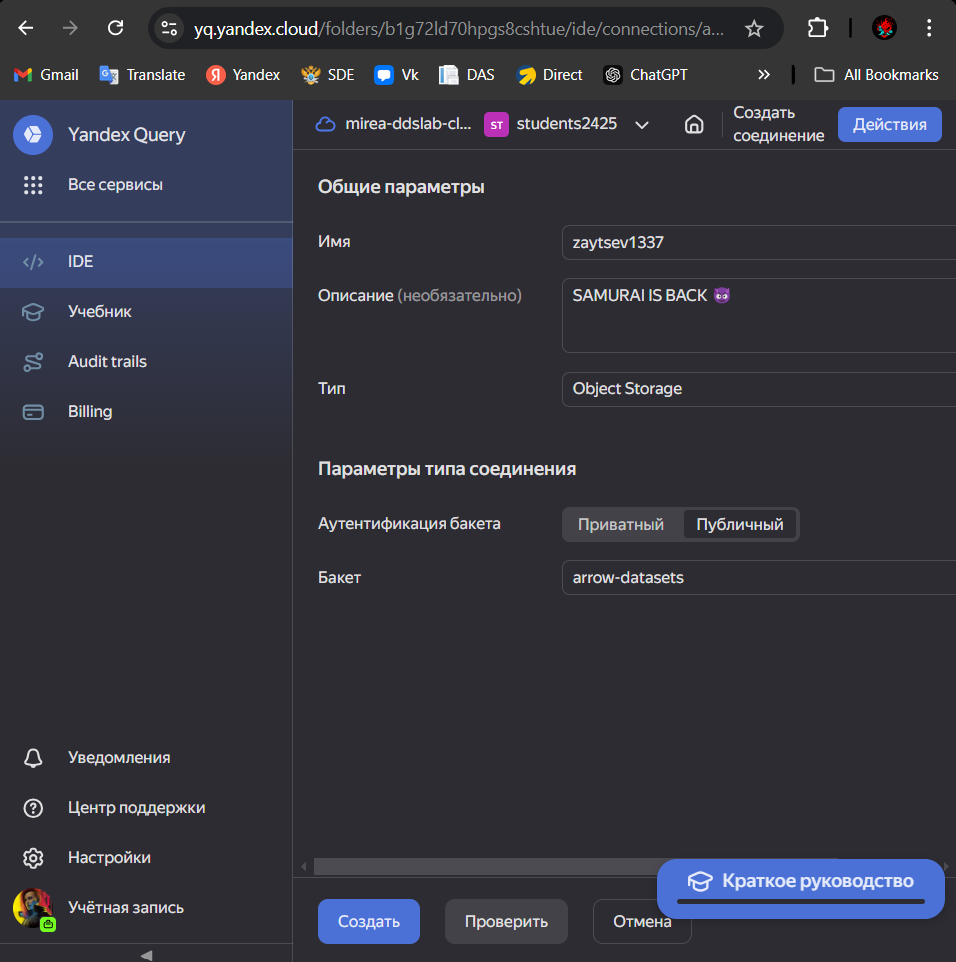 yq.yandex.cloud/folders/b1g72ld70hpgs8cshtue/ide/connections/a...
Gmail Translate Yandex SDE Vk DAS Direct ChatGPT » All Bookmarks
Yandex Query
Все сервисы
IDE
Учебник
Audit trails
Billing
Уведомления
Центр поддержки
Настройки
Учётная запись
mirea-ddslab-cl... ST students2425
Создать
соединение
Действия
Общие параметры
Имя
zaytsev1337
Описание (необязательно)
SAMURAI IS BACK 😈
Тип
Object Storage
Параметры типа соединения
Аутентификация бакета
Приватный Публичный
Бакет
arrow-datasets
Краткое руководство
Создать Проверить Отмена